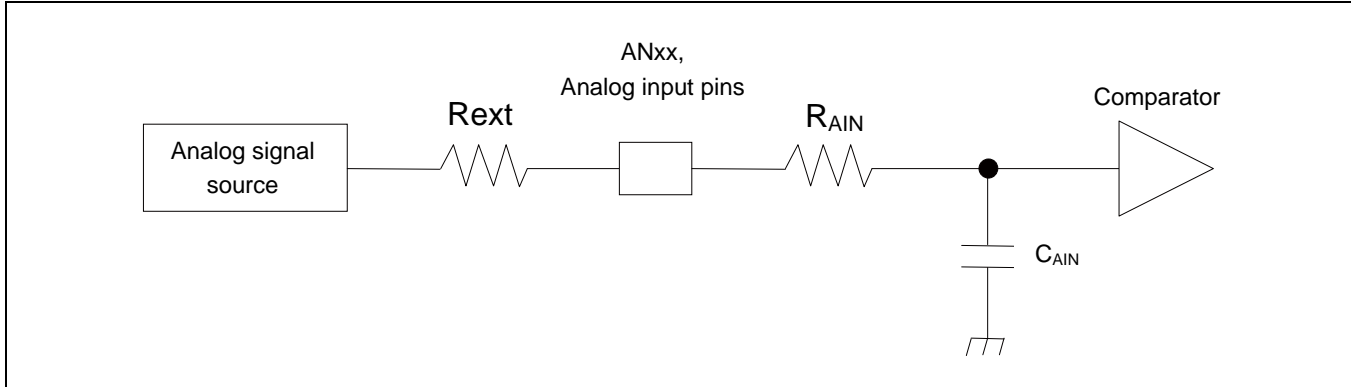 ANxx,
Analog input pins
Comparator
Rext
RAIN
Analog signal
source
CAIN